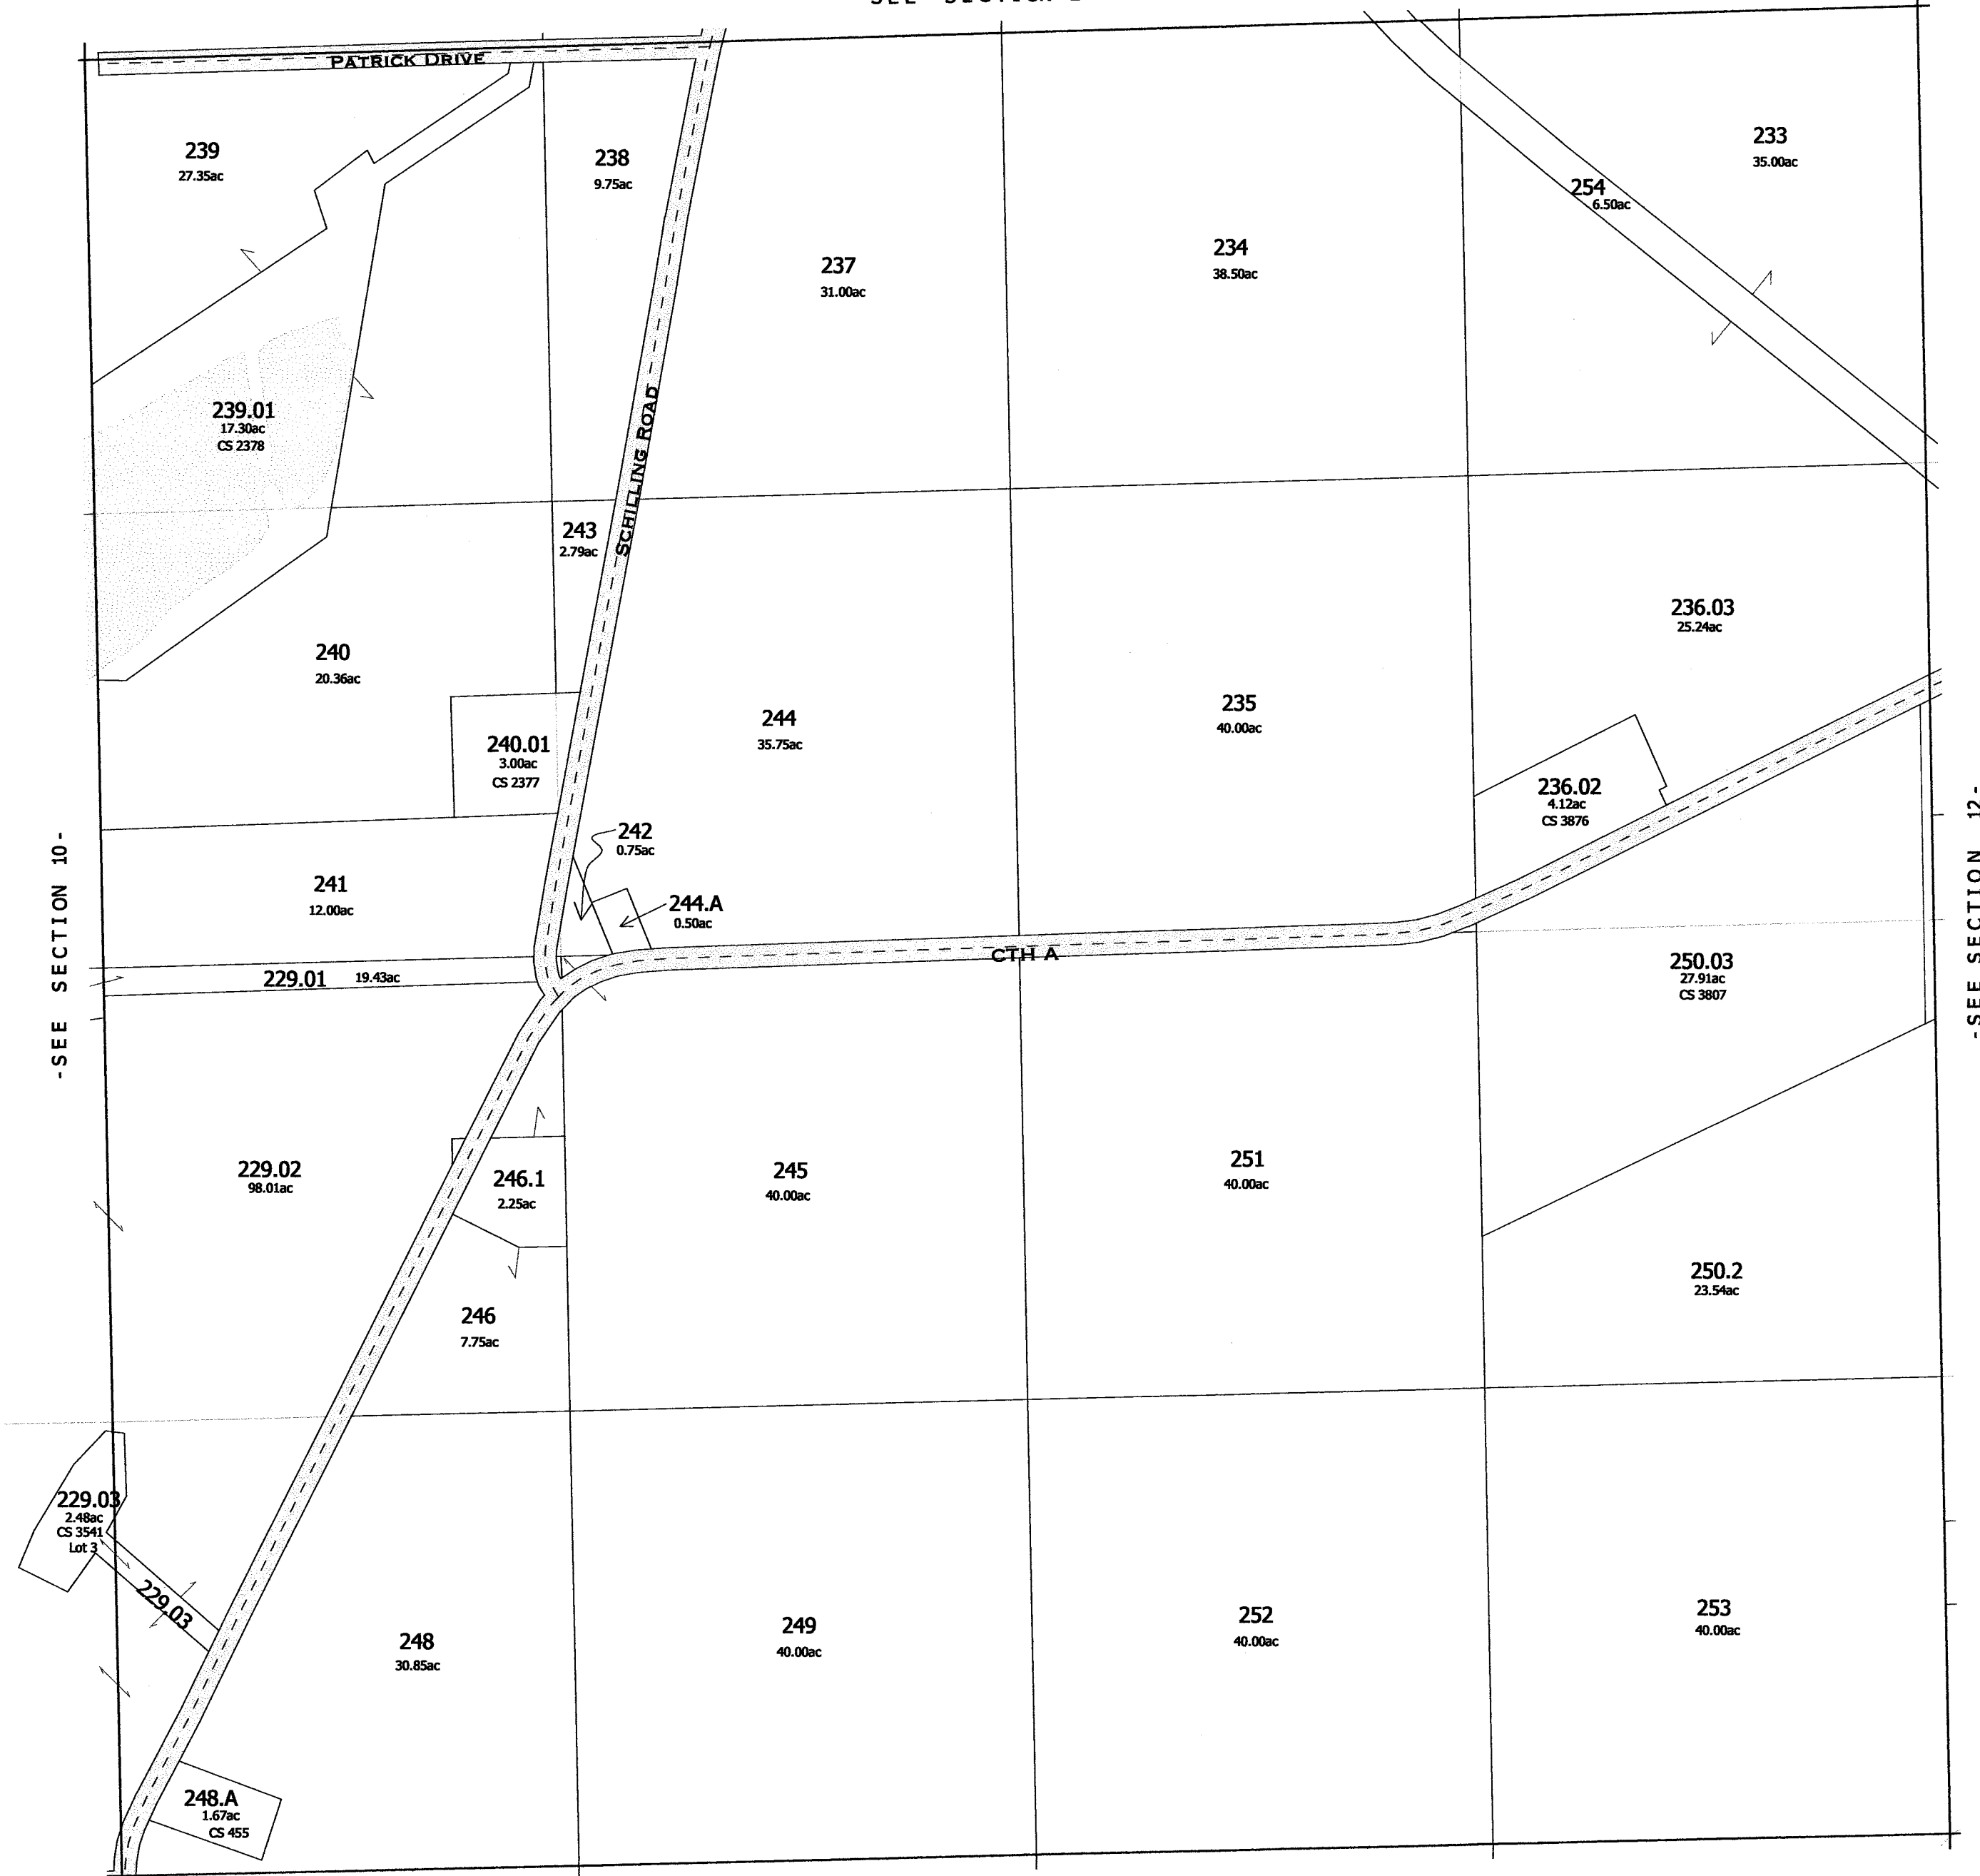 SEE SECTION
PATRICK DRIVE
239
27.35ac
238
9.75ac
233
35.00ac
254
6.50ac
237
31.00ac
234
38.50ac
239.01
17.30ac
CS 2378
SCHILLING ROAD
243
2.79ac
240
20.36ac
236.03
25.24ac
240.01
3.00ac
CS 2377
244
35.75ac
235
40.00ac
236.02
4.12ac
CS 3876
242
0.75ac
241
12.00ac
244.A
0.50ac
-SEE SECTION 10-
-SEE SECTION 12-
229.01 19.43ac
CTH A
250.03
27.91ac
CS 3807
229.02
98.01ac
246.1
2.25ac
245
40.00ac
251
40.00ac
250.2
23.54ac
246
7.75ac
229.03
2.48ac
CS 3541
Lot 3
229.03
248
30.85ac
249
40.00ac
252
40.00ac
253
40.00ac
248.A
1.67ac
CS 455